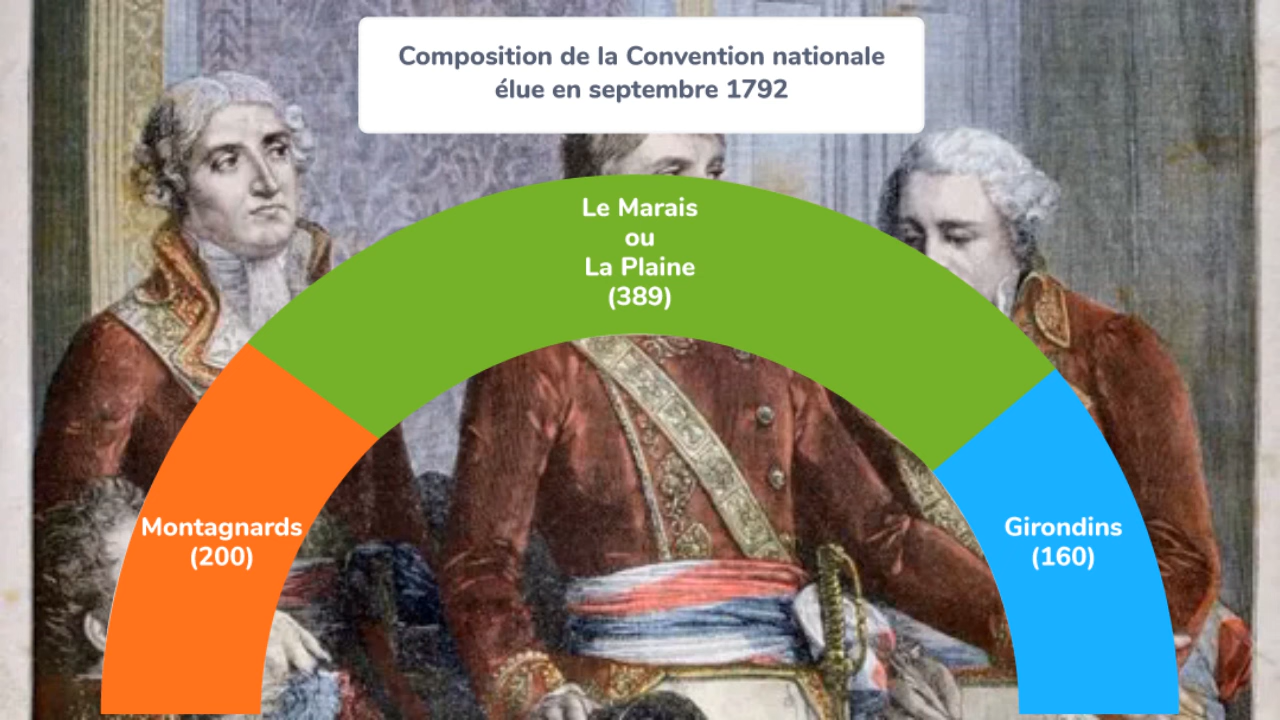 Composition de la Convention nationale
élue en septembre 1792
Le Marais
ou
La Plaine
(389)
Montagnards
(200)
Girondins
(160)